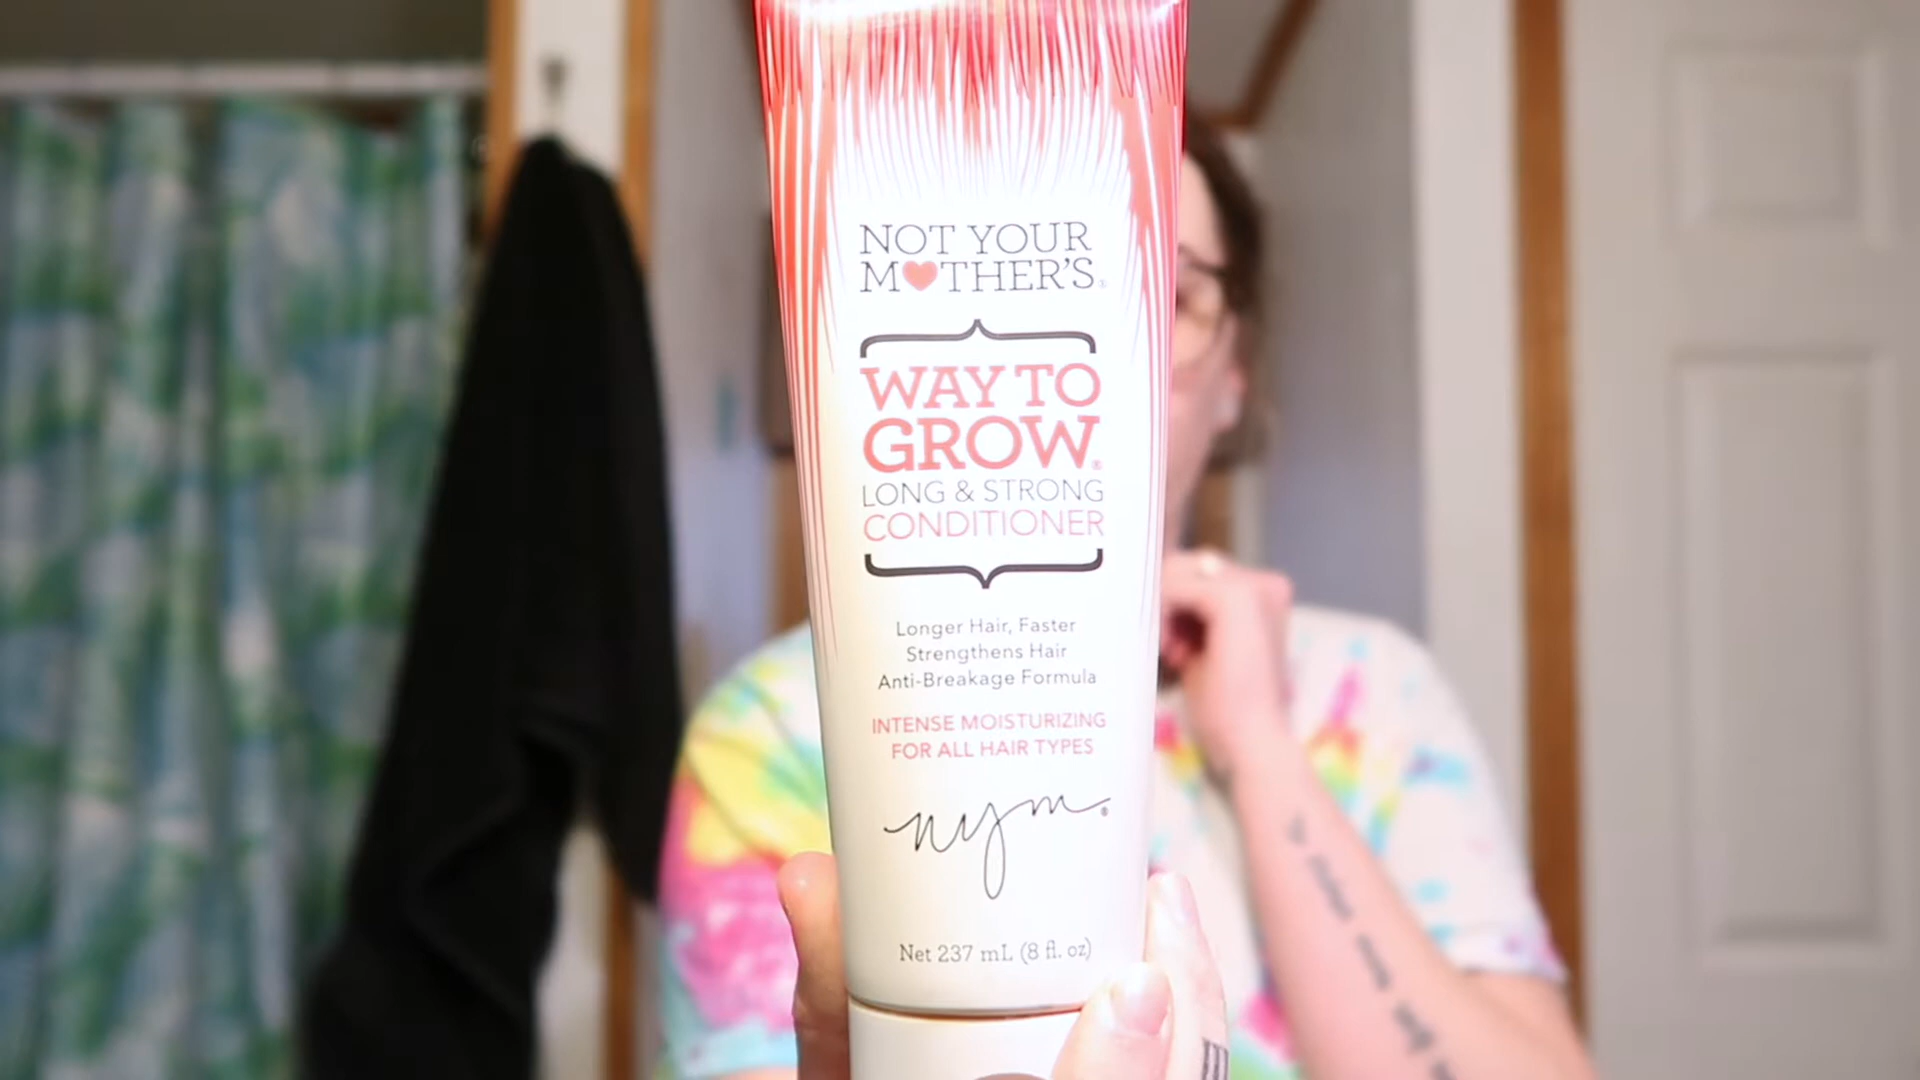 NOT YOUR
MOTHER'S®
WAY TO
GROW®
LONG & STRONG
CONDITIONER
Longer Hair, Faster
Strengthens Hair
Anti-Breakage Formula
INTENSE MOISTURIZING
FOR ALL HAIR TYPES
nym®
Net 237 mL (8 fl. oz)